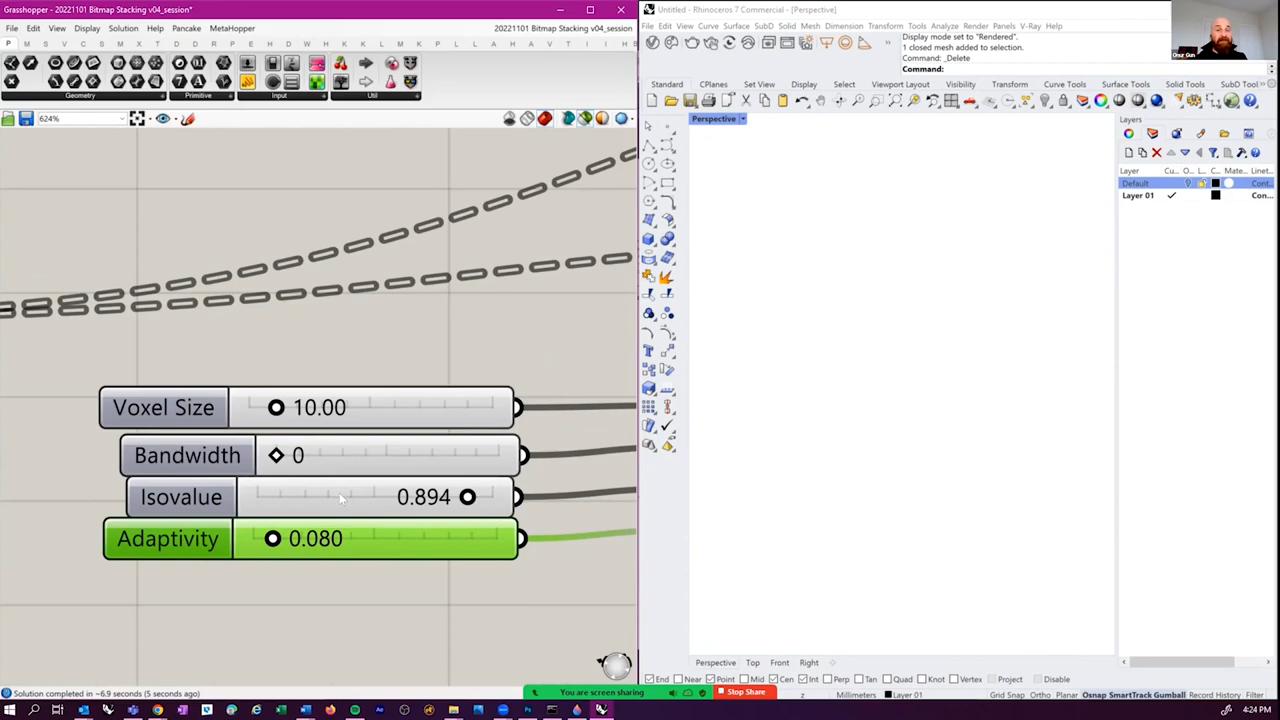 Grasshopper - 20221101 Bitmap Stacking v04_session*
File Edit View Display Solution Help Pancake MetaHopper
20221101 Bitmap Stacking v04_session
Geometry Primitive Input Util
624%
Voxel Size 10.00
Bandwidth 0
Isovalue 0.894
Adaptivity 0.080
Solution completed in ~6.9 seconds (5 seconds ago)
Untitled - Rhinoceros 7 Commercial - [Perspective]
File Edit View Curve Surface SubD Solid Mesh Dimension Transform Tools Analyze Render Panels V-Ray Help
Display mode set to "Rendered".
1 closed mesh added to selection.
Command: _Delete
Command:
Standard CPlanes Set View Display Select Viewport Layout Visibility Transform Curve Tools Surface Tools Solid Tools SubD Tool
Perspective
Layers
Layer Cu... O... L... C... Mate... Linet...
Default Cont...
Layer 01 Con...
Perspective Top Front Right
End Near Point Mid Cen Int Perp Tan Quad Knot Vertex Project Disable
You are screen sharing Stop Share
z Millimeters Layer 01 Grid Snap Ortho Planar Osnap SmartTrack Gumball Record History Filter
4:24 PM